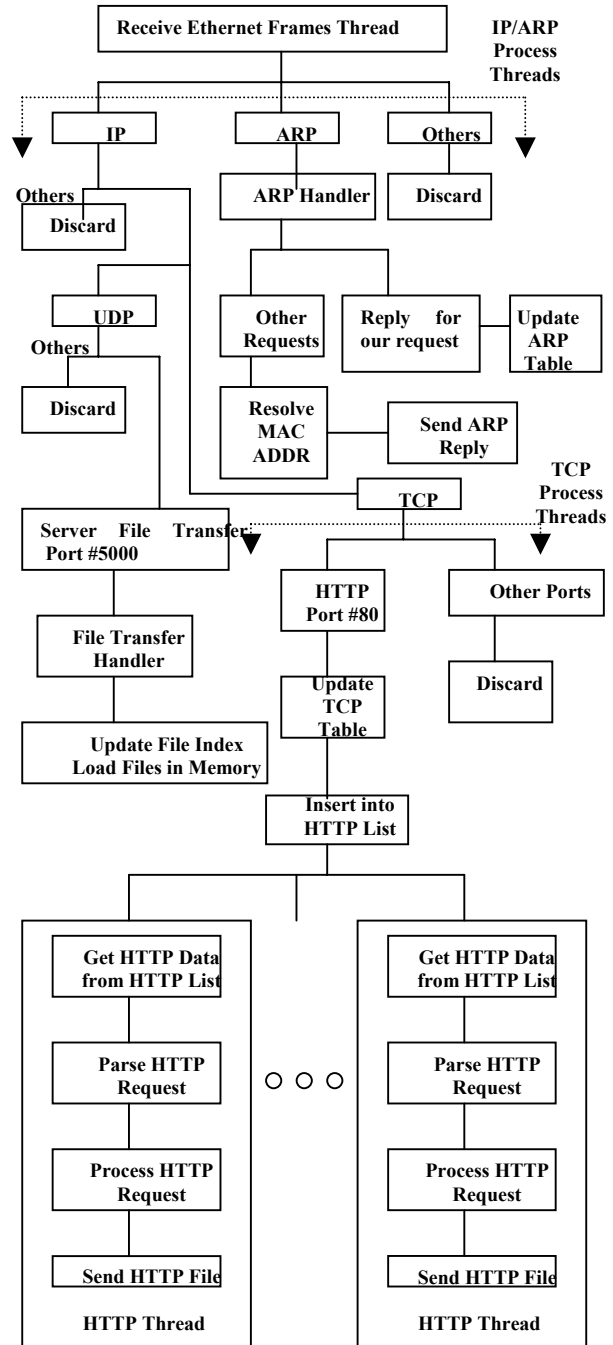 Receive Ethernet Frames Thread
IP/ARP
Process
Threads
IP
ARP
Others
Others
Discard
ARP Handler
Discard
UDP
Others
Discard
Other
Requests
Reply for
our request
Update
ARP
Table
Resolve
MAC
ADDR
Send ARP
Reply
TCP
TCP
Process
Threads
Server File Transfer
Port #5000
HTTP
Port #80
Other Ports
File Transfer
Handler
Update
TCP
Table
Discard
Update File Index
Load Files in Memory
Insert into
HTTP List
Get HTTP Data
from HTTP List
Parse HTTP
Request
Process HTTP
Request
Send HTTP File
HTTP Thread
Get HTTP Data
from HTTP List
Parse HTTP
Request
Process HTTP
Request
Send HTTP File
HTTP Thread